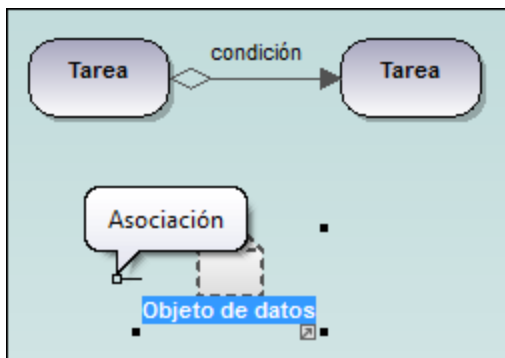 condición
Tarea
Tarea
Asociación
Objeto de datos